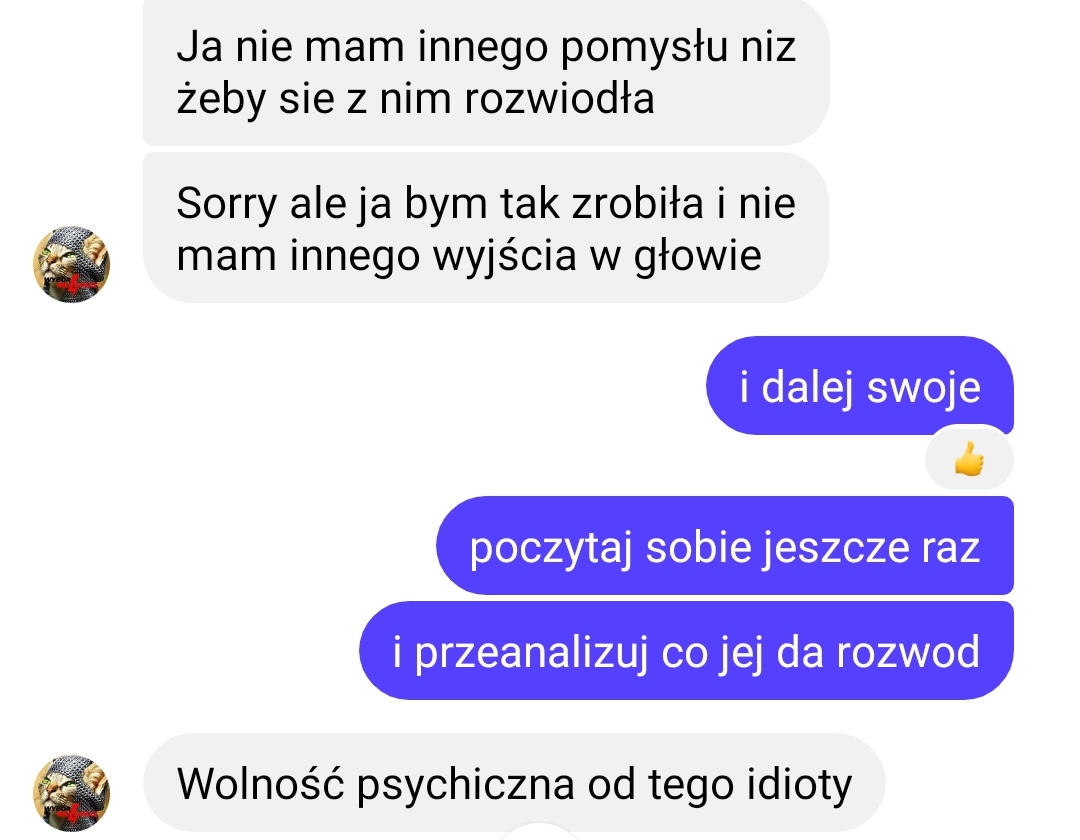 Ja nie mam innego pomysłu niz
żeby sie z nim rozwiodła
Sorry ale ja bym tak zrobiła i nie
mam innego wyjścia w głowie
i dalej swoje
poczytaj sobie jeszcze raz
i przeanalizuj co jej da rozwod
Wolność psychiczna od tego idioty